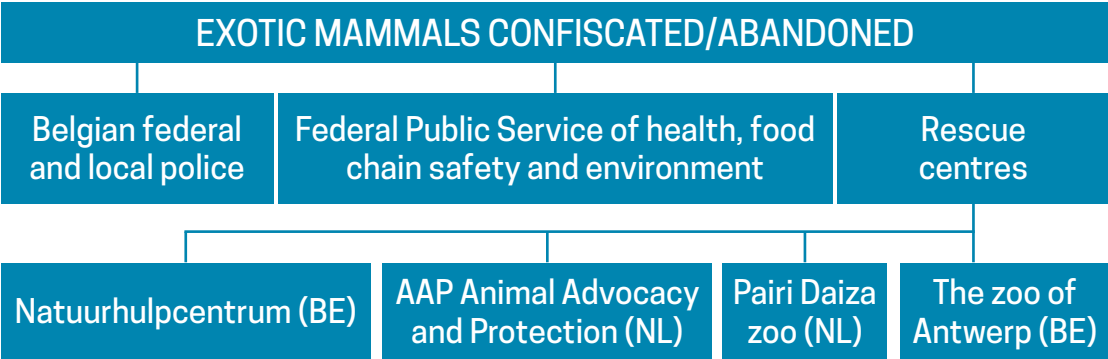 EXOTIC MAMMALS CONFISCATED/ABANDONED
Belgian federal
and local police
Federal Public Service of health, food
chain safety and environment
Rescue
centres
Natuurhulpcentrum (BE)
AAP Animal Advocacy
and Protection (NL)
Pairi Daiza
zoo (NL)
The zoo of
Antwerp (BE)